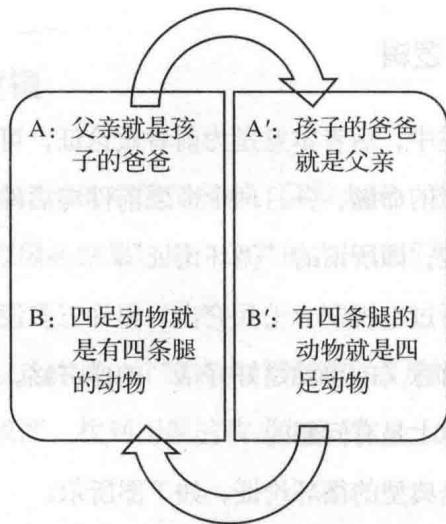 A：父亲就是孩
子的爸爸
B：四足动物就
是有四条腿
的动物
A′：孩子的爸爸
就是父亲
B′：有四条腿的
动物就是四
足动物